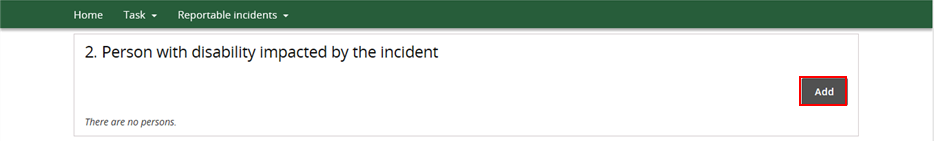 Home Task Reportable incidents
2. Person with disability impacted by the incident
Add
There are no persons.